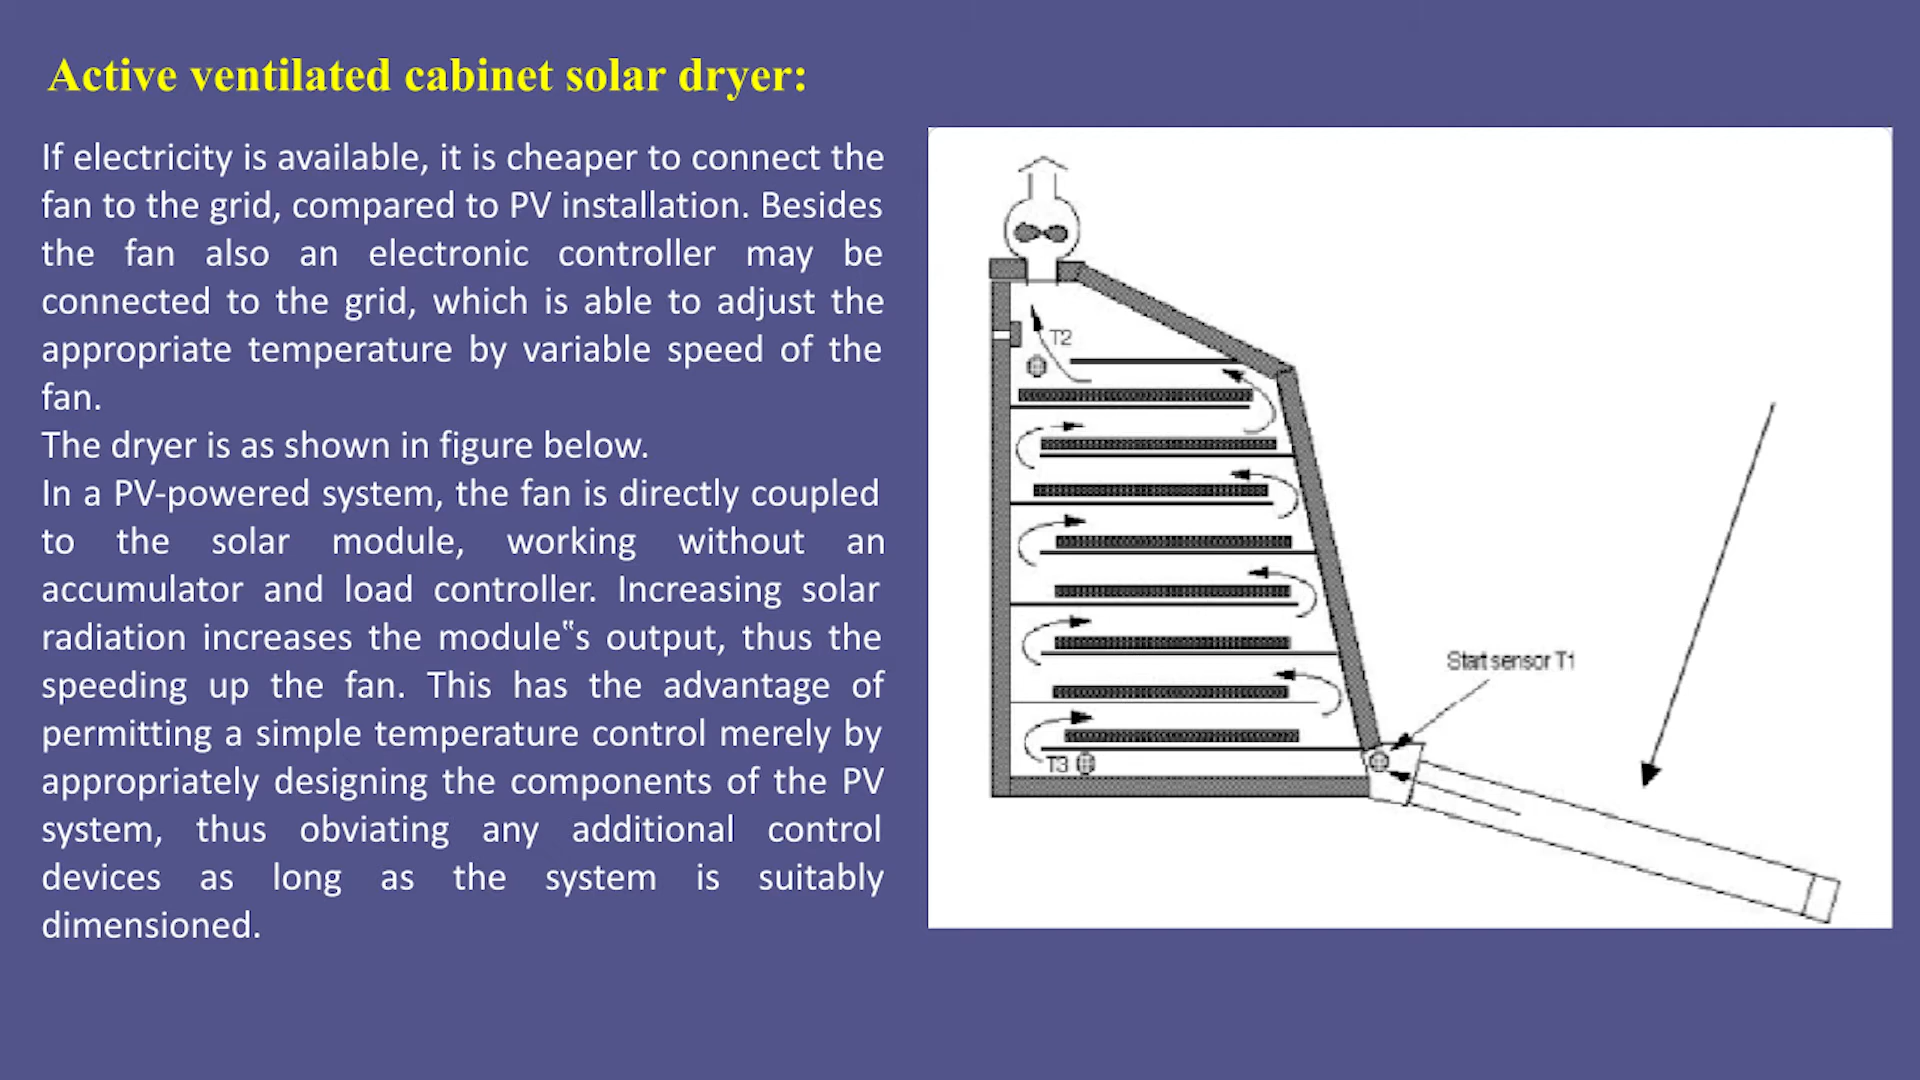 Active ventilated cabinet solar dryer:
If electricity is available, it is cheaper to connect the
fan to the grid, compared to PV installation. Besides
the fan also an electronic controller may be
connected to the grid, which is able to adjust the
appropriate temperature by variable speed of the
fan.
The dryer is as shown in figure below.
In a PV-powered system, the fan is directly coupled
to the solar module, working without an
accumulator and load controller. Increasing solar
radiation increases the module‟s output, thus the
speeding up the fan. This has the advantage of
permitting a simple temperature control merely by
appropriately designing the components of the PV
system, thus obviating any additional control
devices as long as the system is suitably
dimensioned.
T2
Start sensor T1
T3